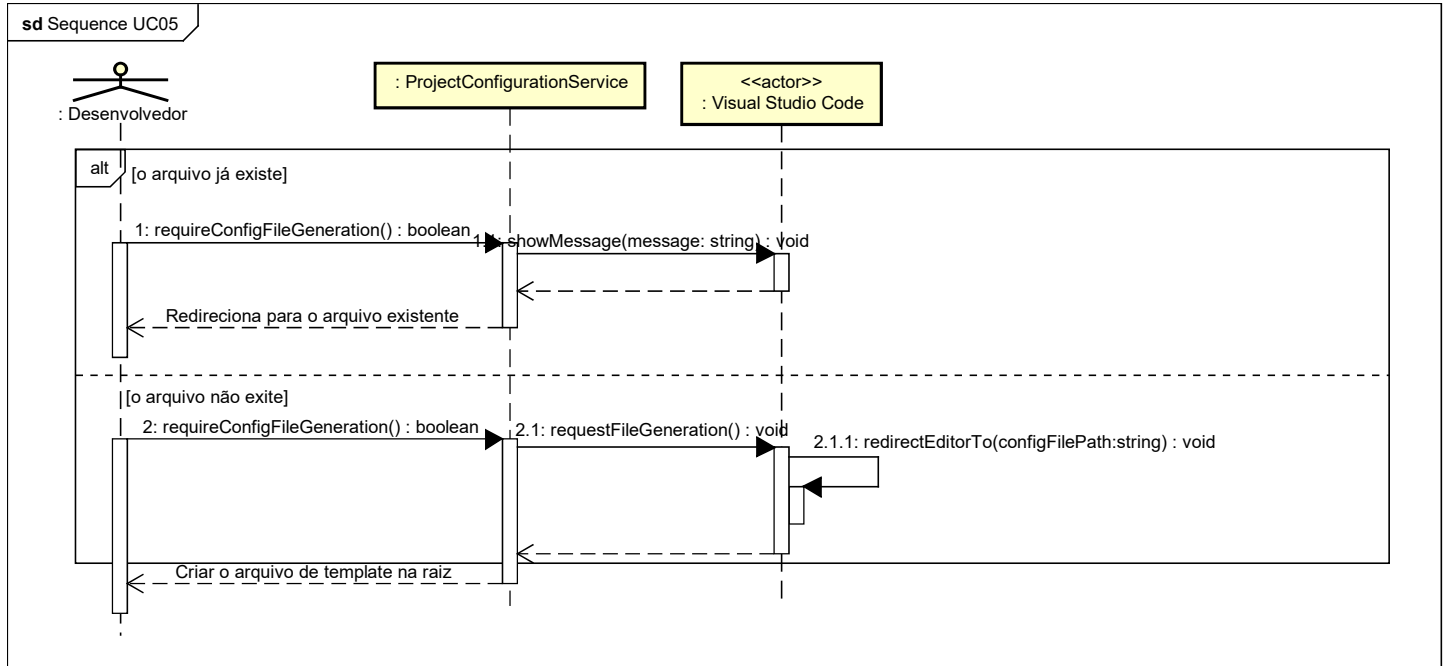 sd Sequence UC05
: Desenvolvedor
: ProjectConfigurationService
<<actor>>
: Visual Studio Code
alt
[o arquivo já existe]
1: requireConfigFileGeneration() : boolean
1.1: showMessage(message: string) : void
Redireciona para o arquivo existente
[o arquivo não exite]
2: requireConfigFileGeneration() : boolean
2.1: requestFileGeneration() : void
2.1.1: redirectEditorTo(configFilePath:string) : void
Criar o arquivo de template na raiz